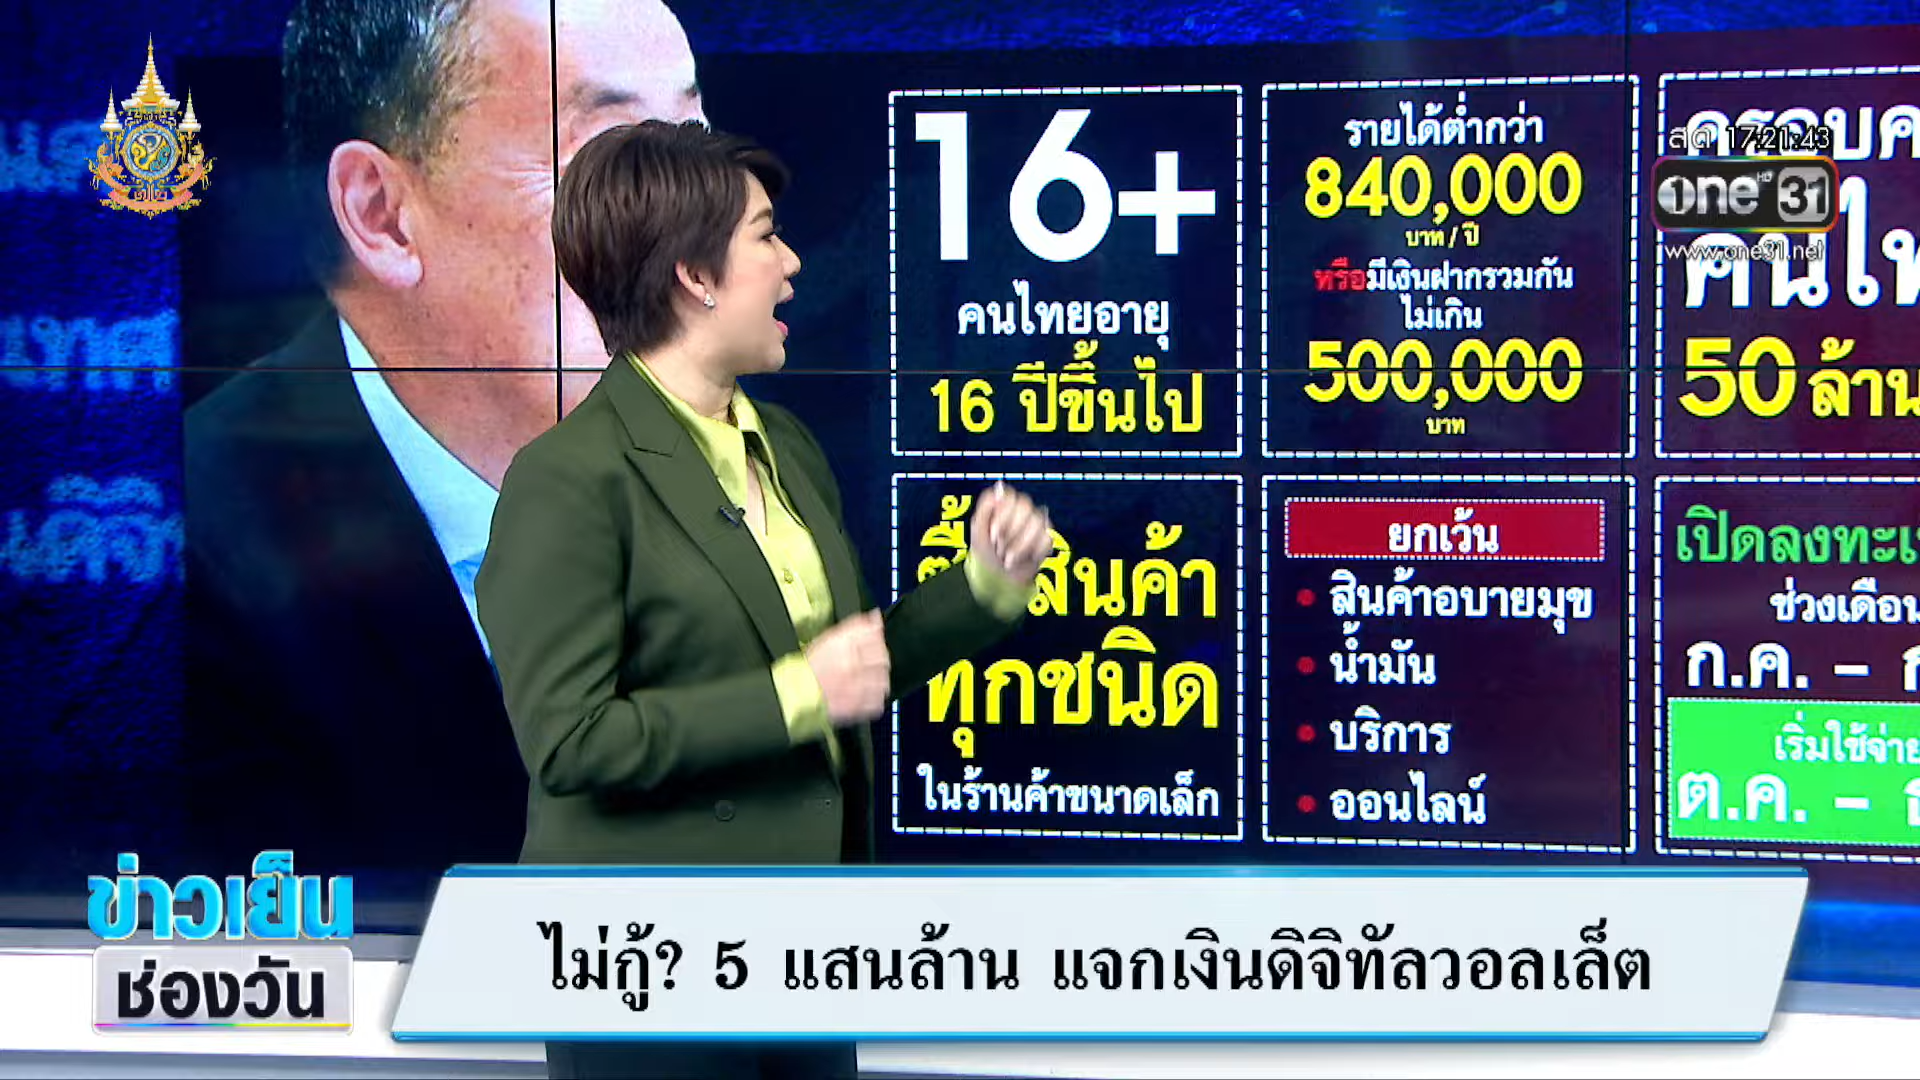 16+
คนไทยอายุ
16 ปีขึ้นไป
รายได้ต่ำกว่า
840,000
บาท / ปี
หรือมีเงินฝากรวมกัน
ไม่เกิน
500,000
บาท
สด 17:21:43
one HD 31
www.one31.net
50 ล้าน
สินค้า
ทุกชนิด
ในร้านค้าขนาดเล็ก
ยกเว้น
• สินค้าอบายมุข
• น้ำมัน
• บริการ
• ออนไลน์
ช่วงเดือน
ก.ค. –
เริ่มใช้จ่าย
ต.ค. –
ข่าวเย็น
ช่องวัน
ไม่กู้? 5 แสนล้าน แจกเงินดิจิทัลวอลเล็ต